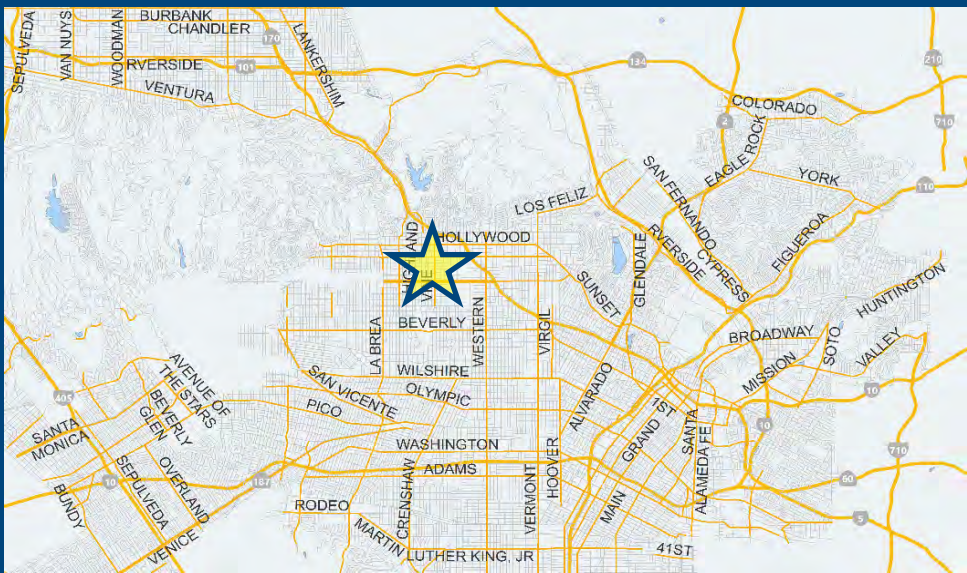 BURBANK
CHANDLER
SEPULVEDA
VAN NUYS
WOODMAN
170
LANKERSHIM
RVERSIDE
101
134
210
VENTURA
COLORADO
2
710
EAGLE ROCK
SAN FERNANDO
YORK
110
LOS FELIZ
HIGHLAND
HOLLYWOOD
VINE
RVERSIDE
CYPRESS
FIGUEROA
GLENDALE
SUNSET
HUNTINGTON
BEVERLY
LA BREA
WESTERN
VIRGIL
BROADWAY
SOTO
VALLEY
MISSION
AVENUE OF
THE STARS
WILSHIRE
SAN VICENTE
OLYMPIC
ALVARADO
10
405
BEVERLY
GLEN
PICO
1ST
GRAND
SANTA
FE
SANTA
MONICA
WASHINGTON
HOOVER
10
710
ADAMS
ALAMEDA
SEPULVEDA
OVERLAND
10
187
60
BUNDY
RODEO
CRENSHAW
VERMONT
MAIN
5
VENICE
MARTIN
LUTHER KING, JR
41ST